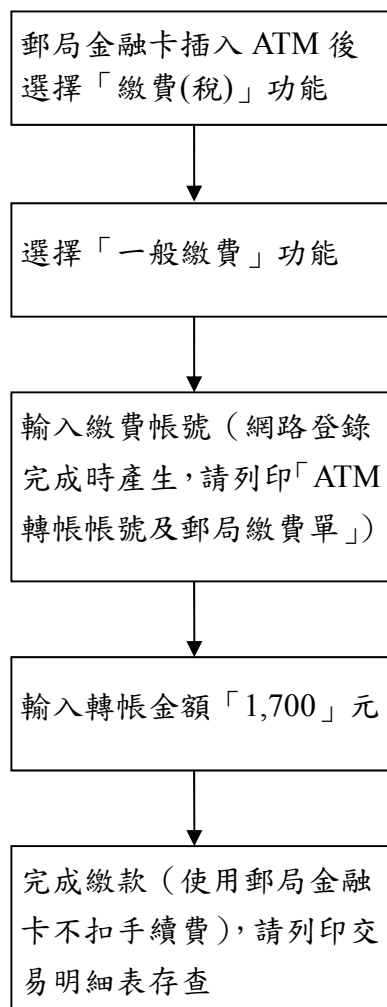 郵局金融卡插入 ATM 後
選擇「繳費(稅)」功能
選擇「一般繳費」功能
輸入繳費帳號（網路登錄
完成時產生，請列印「ATM
轉帳帳號及郵局繳費單」）
輸入轉帳金額「1,700」元
完成繳款（使用郵局金融
卡不扣手續費），請列印交
易明細表存查